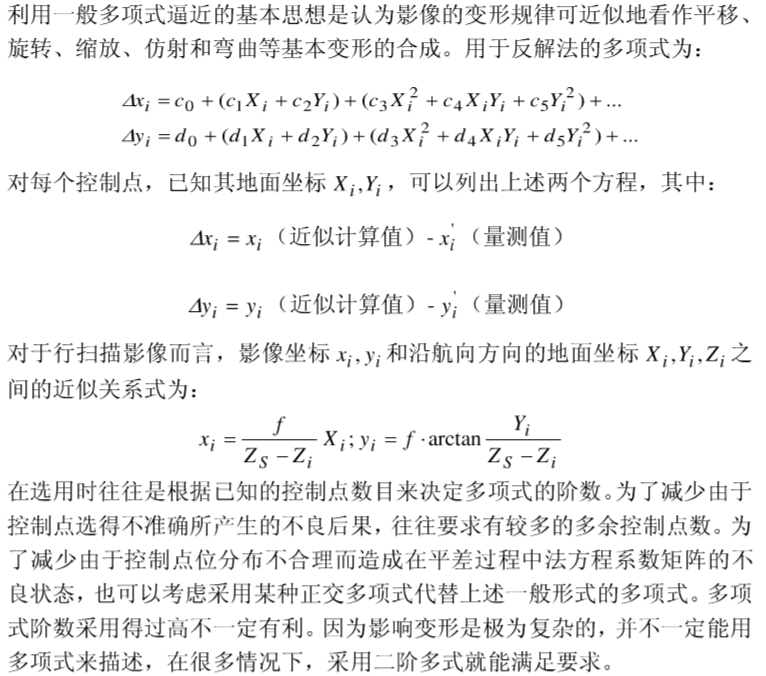 利用一般多项式逼近的基本思想是认为影像的变形规律可近似地看作平移、
旋转、缩放、仿射和弯曲等基本变形的合成。用于反解法的多项式为：
Δx_i = c_0 + (c_1 X_i + c_2 Y_i) + (c_3 X_i^2 + c_4 X_i Y_i + c_5 Y_i^2) + ...
Δy_i = d_0 + (d_1 X_i + d_2 Y_i) + (d_3 X_i^2 + d_4 X_i Y_i + d_5 Y_i^2) + ...
对每个控制点，已知其地面坐标 X_i, Y_i ，可以列出上述两个方程，其中：
Δx_i = x_i（近似计算值）- x_i'（量测值）
Δy_i = y_i（近似计算值）- y_i'（量测值）
对于行扫描影像而言，影像坐标 x_i, y_i 和沿航向方向的地面坐标 X_i, Y_i, Z_i 之
间的近似关系式为：
x_i = \frac{f}{Z_S - Z_i} X_i; y_i = f · arctan \frac{Y_i}{Z_S - Z_i}
在选用时往往是根据已知的控制点数目来决定多项式的阶数。为了减少由于
控制点选得不准确所产生的不良后果，往往要求有较多的多余控制点数。为
了减少由于控制点位分布不合理而造成在平差过程中法方程系数矩阵的不
良状态，也可以考虑采用某种正交多项式代替上述一般形式的多项式。多项
式阶数采用得过高不一定有利。因为影响变形是极为复杂的，并不一定能用
多项式来描述，在很多情况下，采用二阶多式就能满足要求。